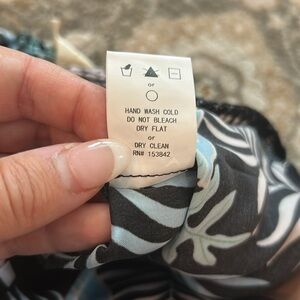 or
HAND WASH COLD
DO NOT BLEACH
DRY FLAT
or
DRY CLEAN
RN# 153842